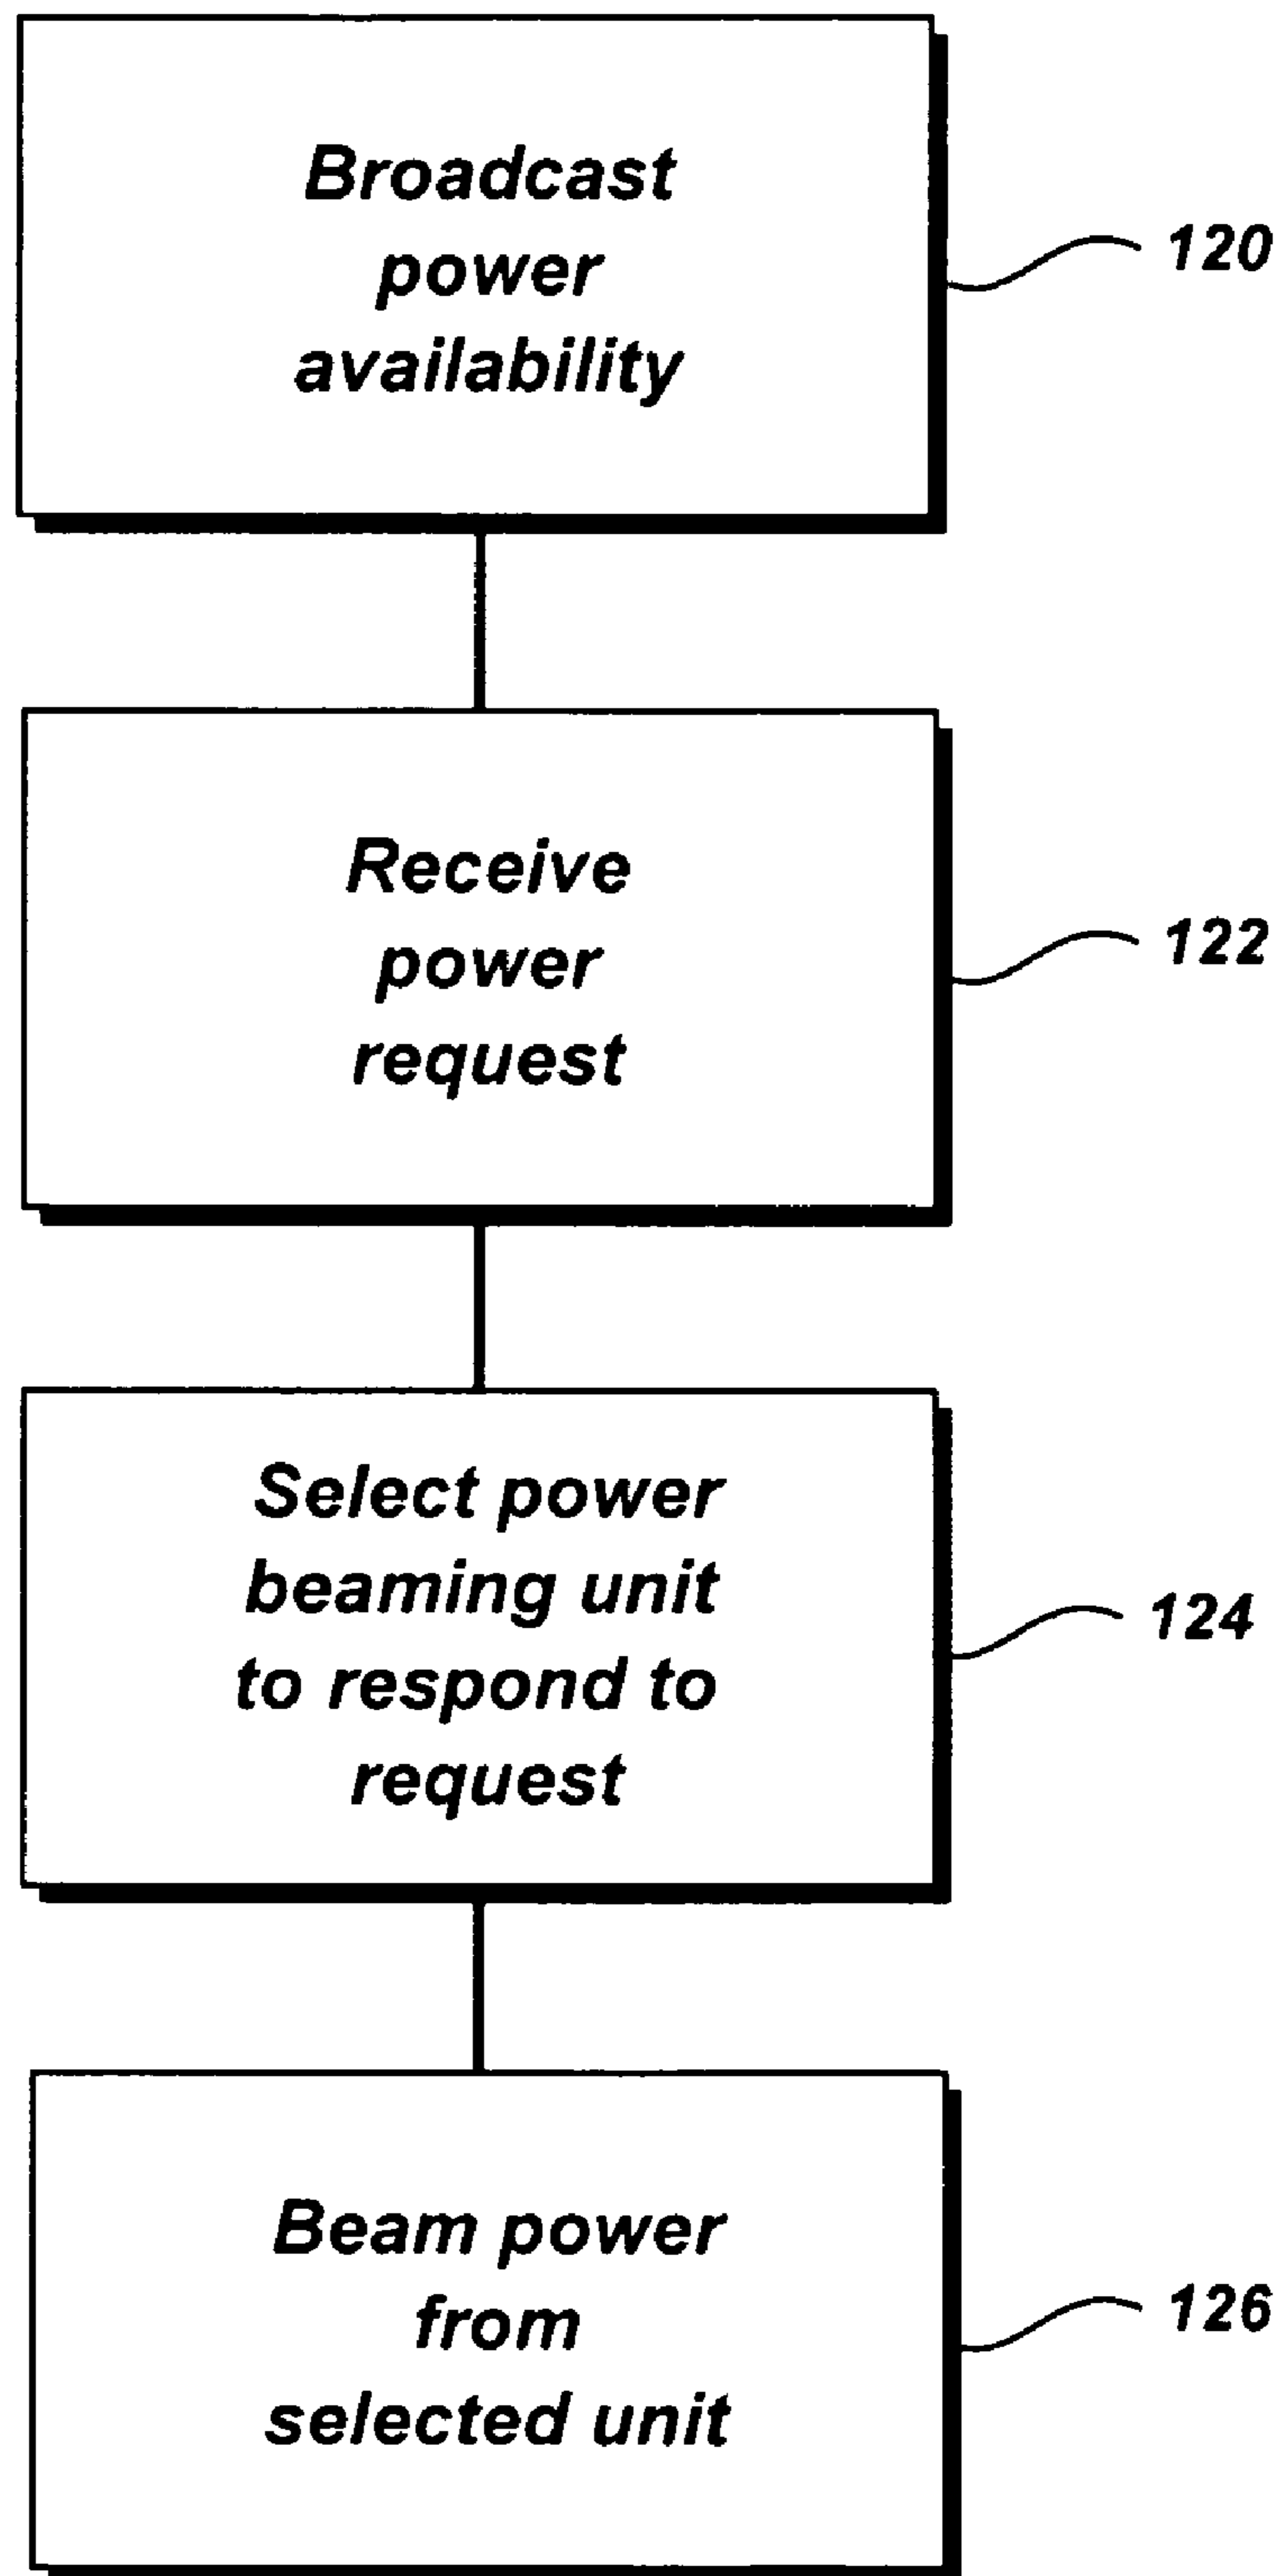 Broadcast
power
availability
120
Receive
power
request
122
Select power
beaming unit
to respond to
request
124
Beam power
from
selected unit
126